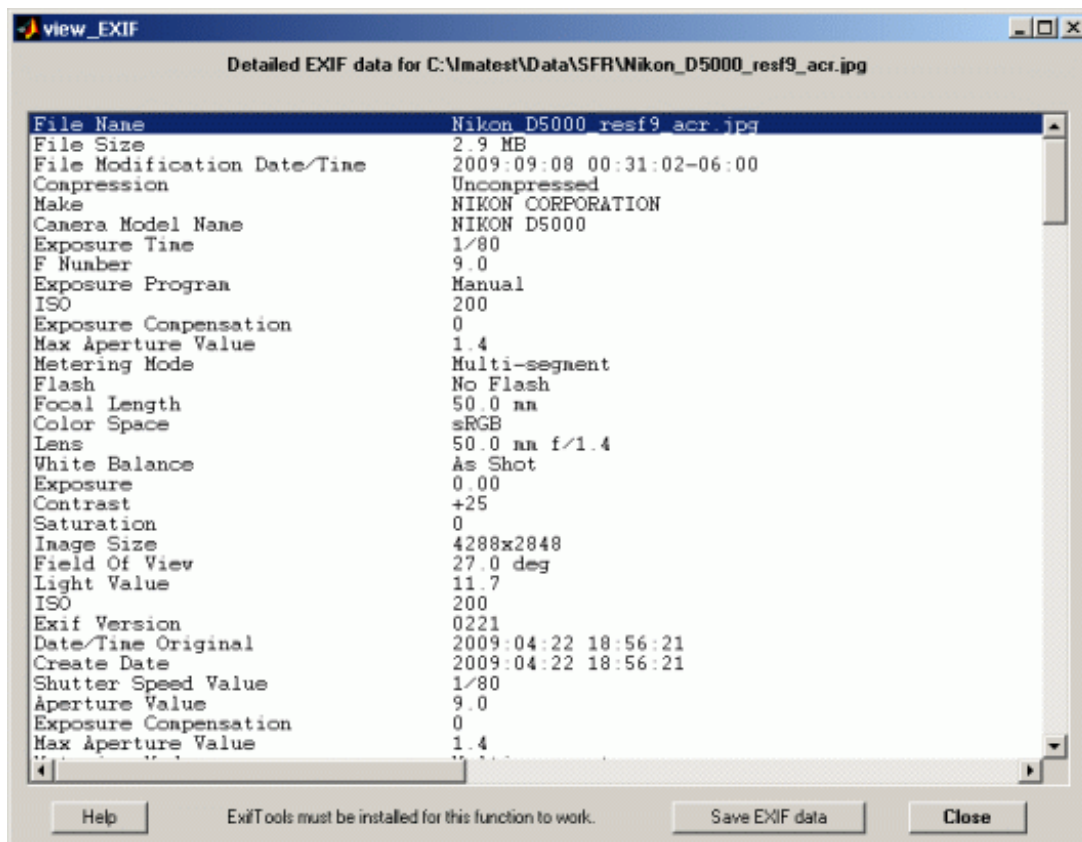 view_EXIF
Detailed EXIF data for C:\Imatest\Data\SFR\Nikon_D5000_resf9_acr.jpg
File Name Nikon_D5000_resf9_acr.jpg
File Size 2.9 MB
File Modification Date/Time 2009:09:08 00:31:02-06:00
Compression Uncompressed
Make NIKON CORPORATION
Camera Model Name NIKON D5000
Exposure Time 1/80
F Number 9.0
Exposure Program Manual
ISO 200
Exposure Compensation 0
Max Aperture Value 1.4
Metering Mode Multi-segment
Flash No Flash
Focal Length 50.0 mm
Color Space sRGB
Lens 50.0 mm f/1.4
White Balance As Shot
Exposure 0.00
Contrast +25
Saturation 0
Image Size 4288x2848
Field Of View 27.0 deg
Light Value 11.7
ISO 200
Exif Version 0221
Date/Time Original 2009:04:22 18:56:21
Create Date 2009:04:22 18:56:21
Shutter Speed Value 1/80
Aperture Value 9.0
Exposure Compensation 0
Max Aperture Value 1.4
Help ExifTools must be installed for this function to work. Save EXIF data Close